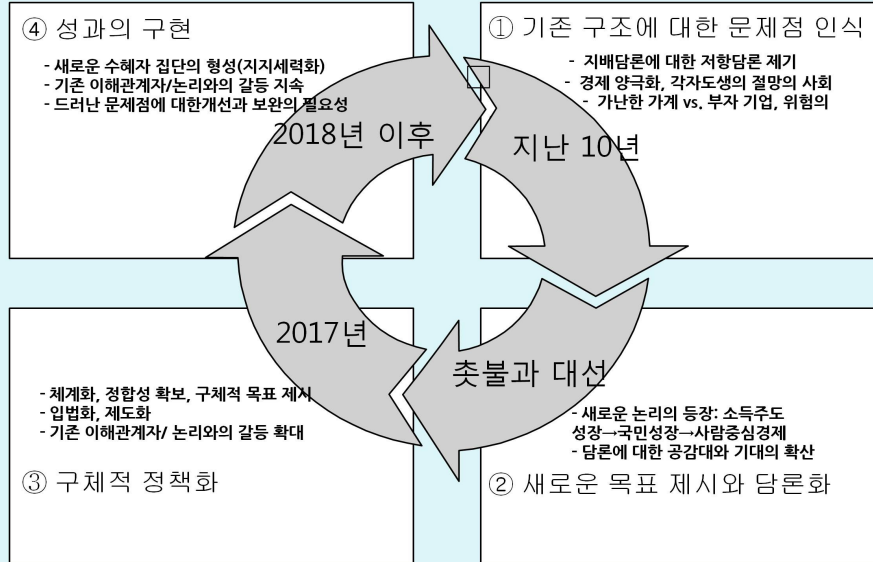 ④ 성과의 구현
- 새로운 수혜자 집단의 형성(지지세력화)
- 기존 이해관계자/논리와의 갈등 지속
- 드러난 문제점에 대한개선과 보완의 필요성
2018년 이후
① 기존 구조에 대한 문제점 인식
- 지배담론에 대한 저항담론 제기
- 경제 양극화, 각자도생의 절망의 사회
- 가난한 가계 vs. 부자 기업, 위험의
지난 10년
2017년
- 체계화, 정합성 확보, 구체적 목표 제시
- 입법화, 제도화
- 기존 이해관계자/ 논리와의 갈등 확대
③ 구체적 정책화
촛불과 대선
- 새로운 논리의 등장: 소득주도
성장→국민성장→사람중심경제
- 담론에 대한 공감대와 기대의 확산
② 새로운 목표 제시와 담론화